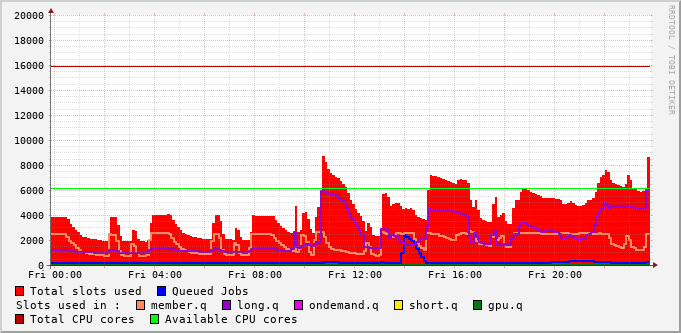 RRDTOOL / TOBI OETIKER
20000
18000
16000
14000
12000
10000
8000
6000
4000
2000
0
Fri 00:00 Fri 04:00 Fri 08:00 Fri 12:00 Fri 16:00 Fri 20:00
Total slots used Queued Jobs
Slots used in : member.q long.q ondemand.q short.q gpu.q
Total CPU cores Available CPU cores